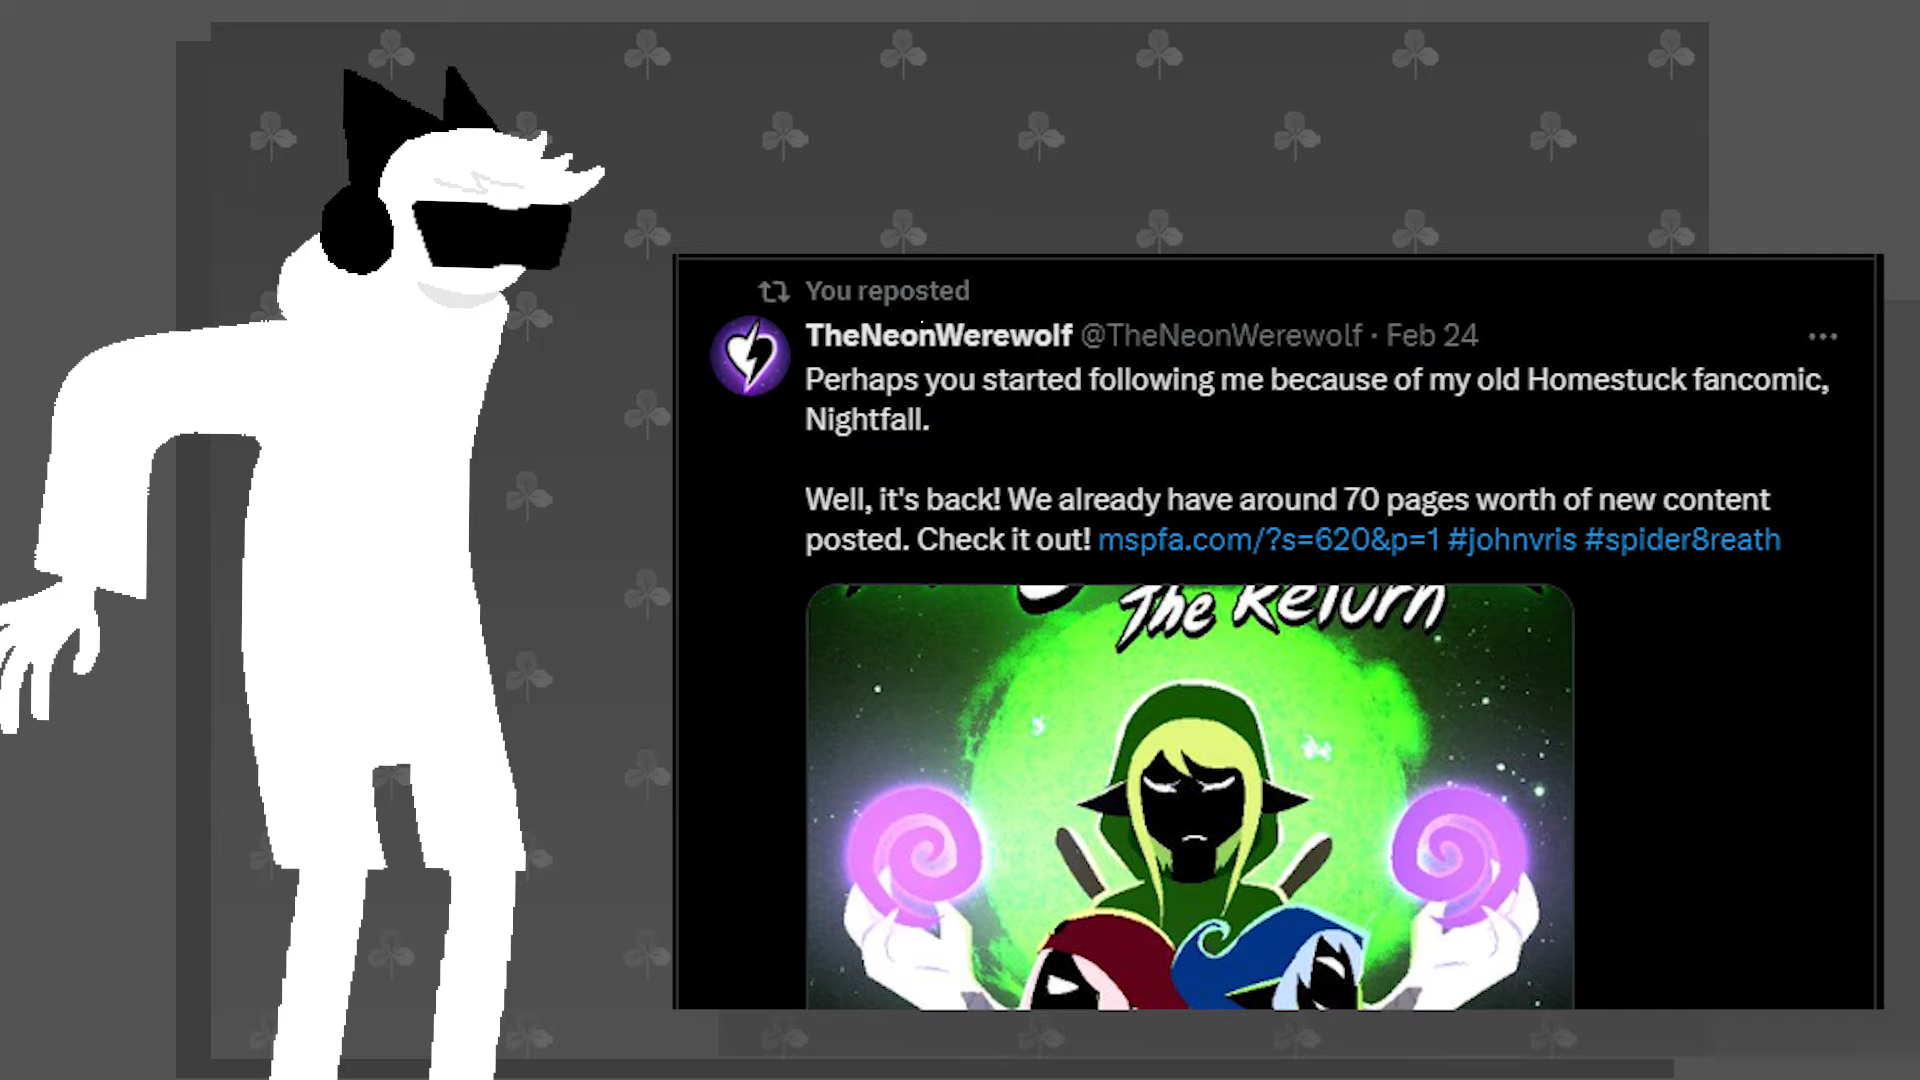 You reposted
TheNeonWerewolf @TheNeonWerewolf · Feb 24
Perhaps you started following me because of my old Homestuck fancomic,
Nightfall.
Well, it's back! We already have around 70 pages worth of new content
posted. Check it out! mspfa.com/?s=620&p=1 #johnvris #spider8reath
The Return